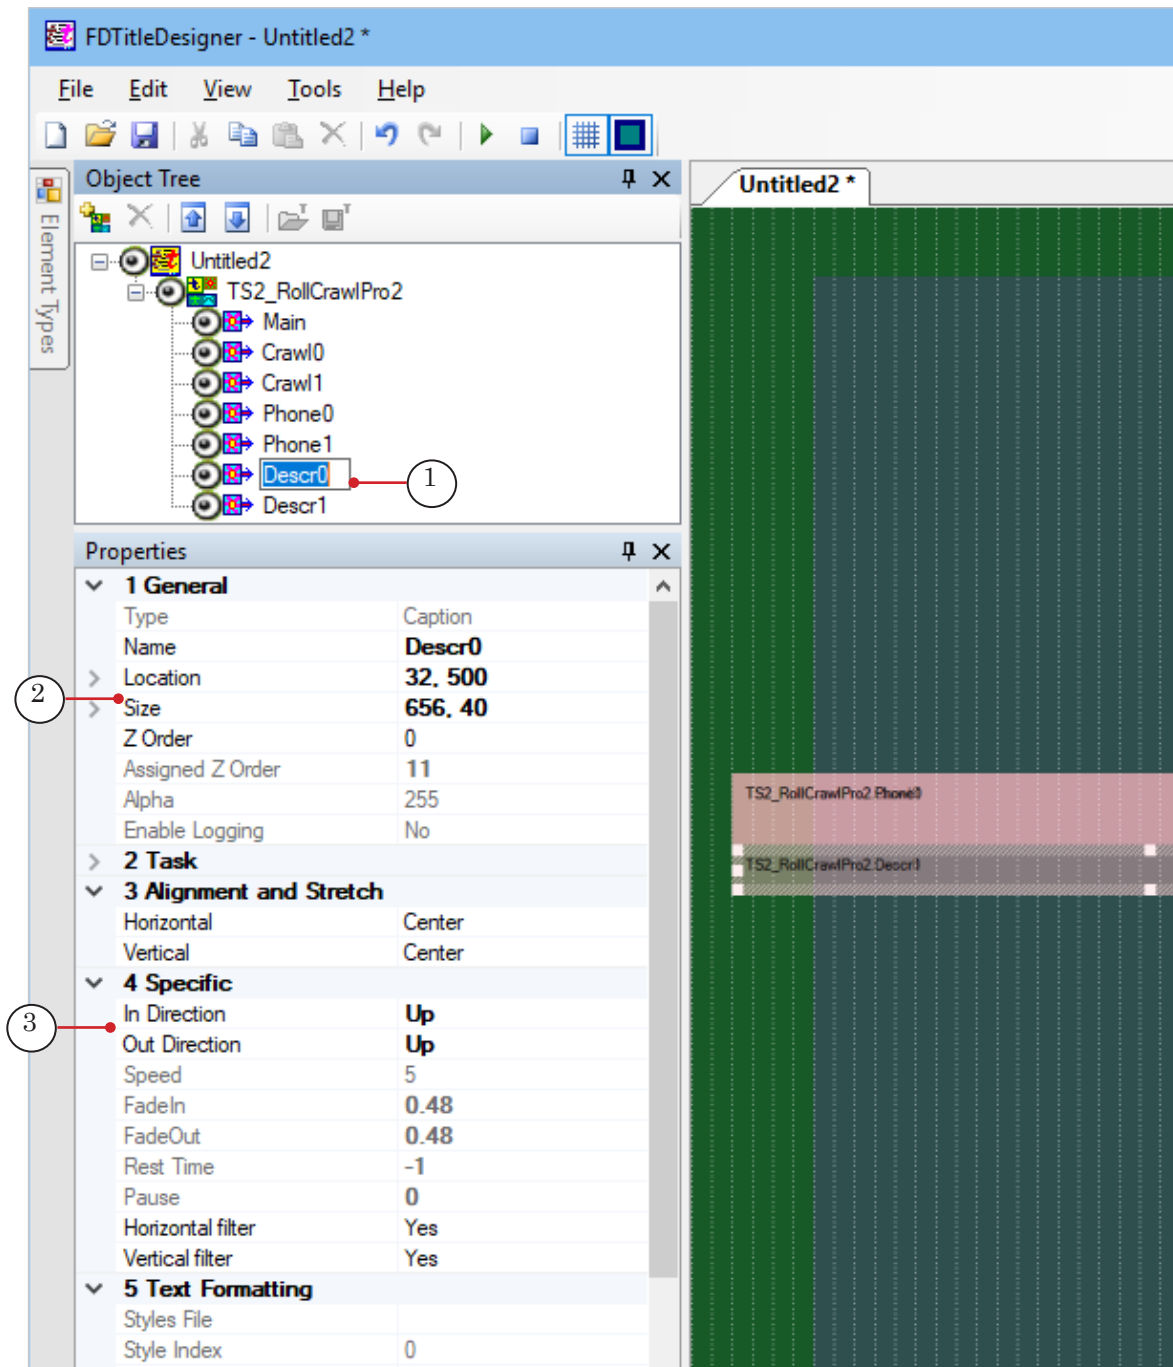 FDTitleDesigner - Untitled2 *
File Edit View Tools Help
Element Types
Object Tree
Untitled2
TS2_RollCrawlPro2
Main
Crawl0
Crawl1
Phone0
Phone1
Descr0
Descr1
1
Properties
1 General
Type Caption
Name Descr0
Location 32, 500
2
Size 656, 40
Z Order 0
Assigned Z Order 11
Alpha 255
Enable Logging No
2 Task
3 Alignment and Stretch
Horizontal Center
Vertical Center
4 Specific
In Direction Up
3
Out Direction Up
Speed 5
FadeIn 0.48
FadeOut 0.48
Rest Time -1
Pause 0
Horizontal filter Yes
Vertical filter Yes
5 Text Formatting
Styles File
Style Index 0
Untitled2 *